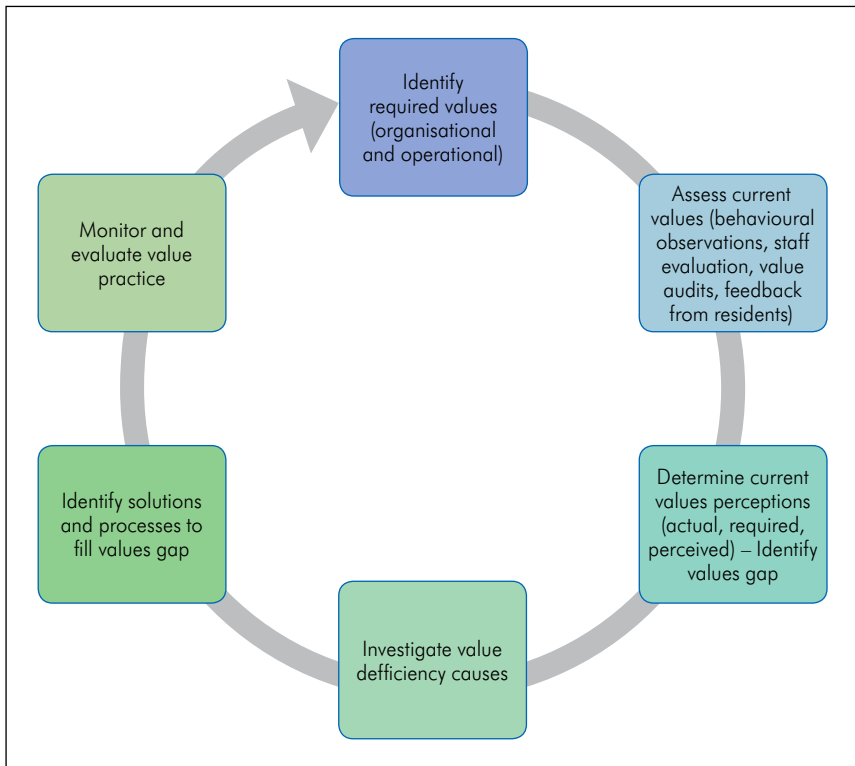 Identify
required values
(organisational
and operational)
Assess current
values (behavioural
observations, staff
evaluation, value
audits, feedback
from residents)
Determine current
values perceptions
(actual, required,
perceived) – Identify
values gap
Investigate value
defficiency causes
Identify solutions
and processes to
fill values gap
Monitor and
evaluate value
practice